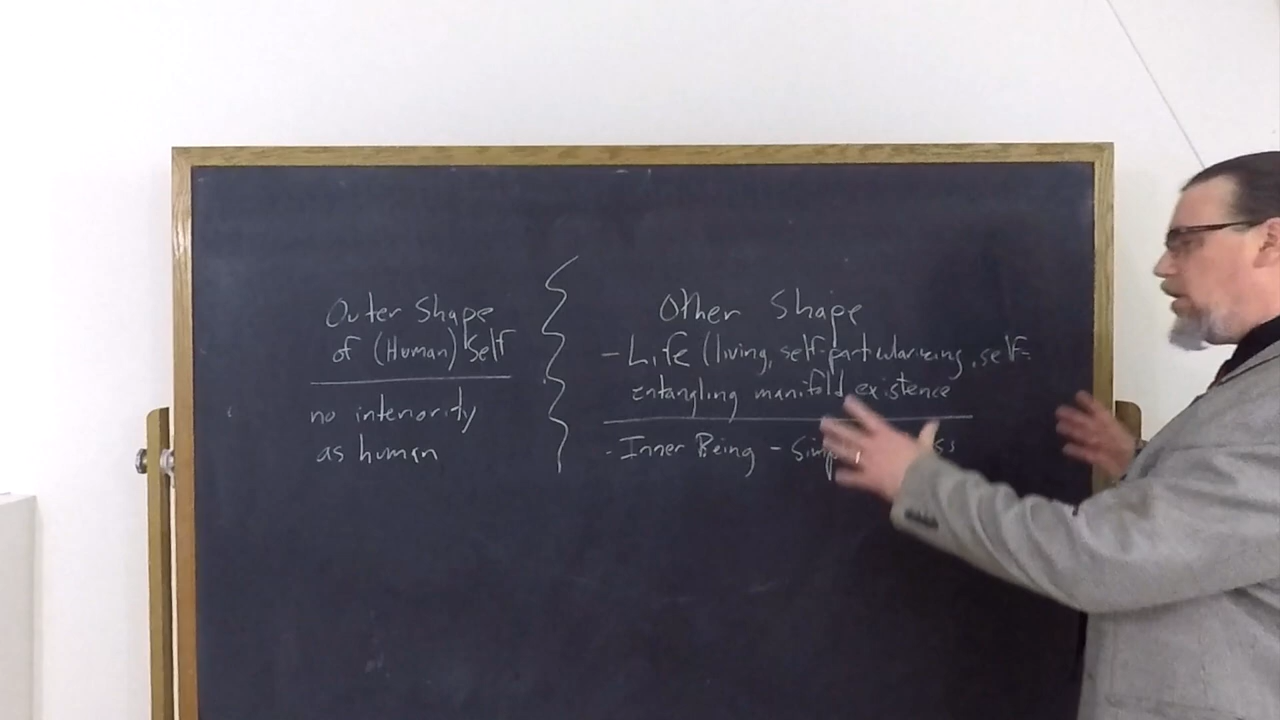 Outer Shape
of (Human) Self
no interiority
as human
Other Shape
- Life (living, self-particularizing, self-
entangling manifold existence
- Inner Being -